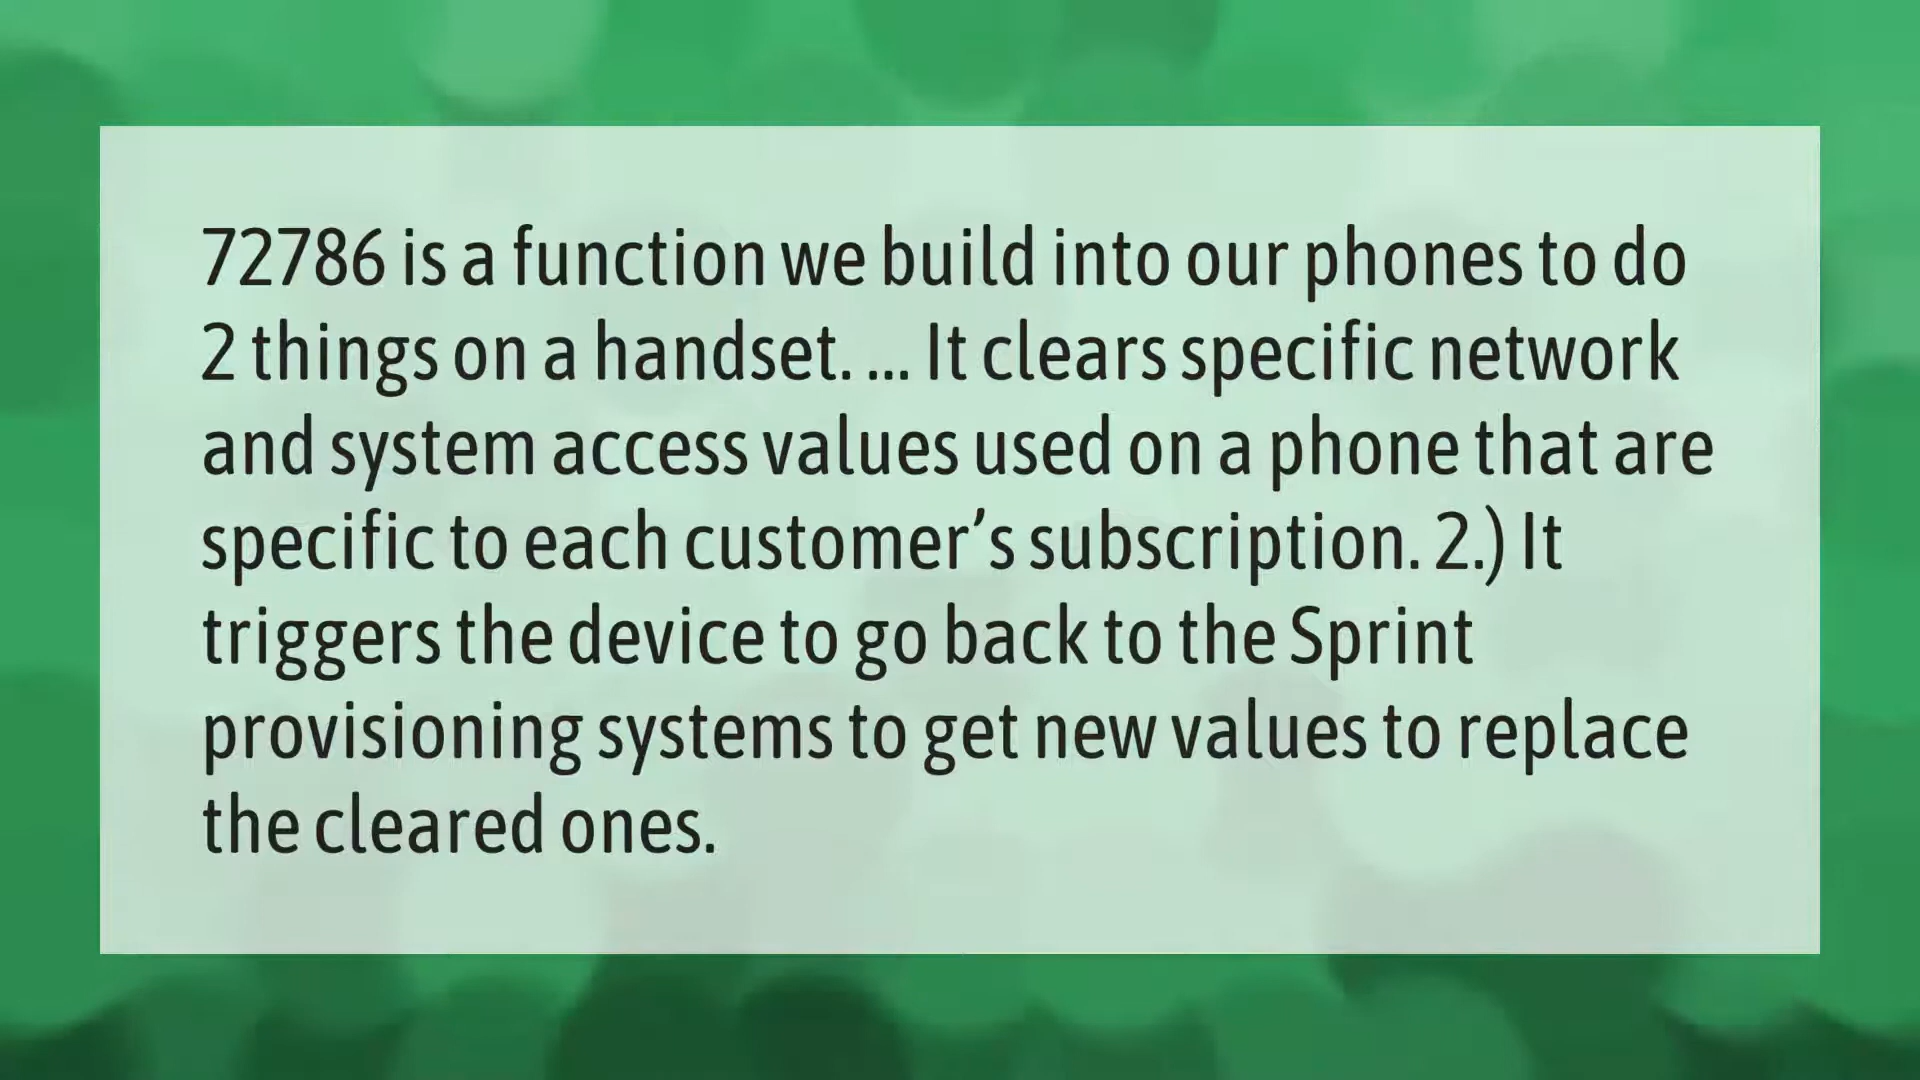 72786 is a function we build into our phones to do
2 things on a handset. ... It clears specific network
and system access values used on a phone that are
specific to each customer’s subscription. 2.) It
triggers the device to go back to the Sprint
provisioning systems to get new values to replace
the cleared ones.